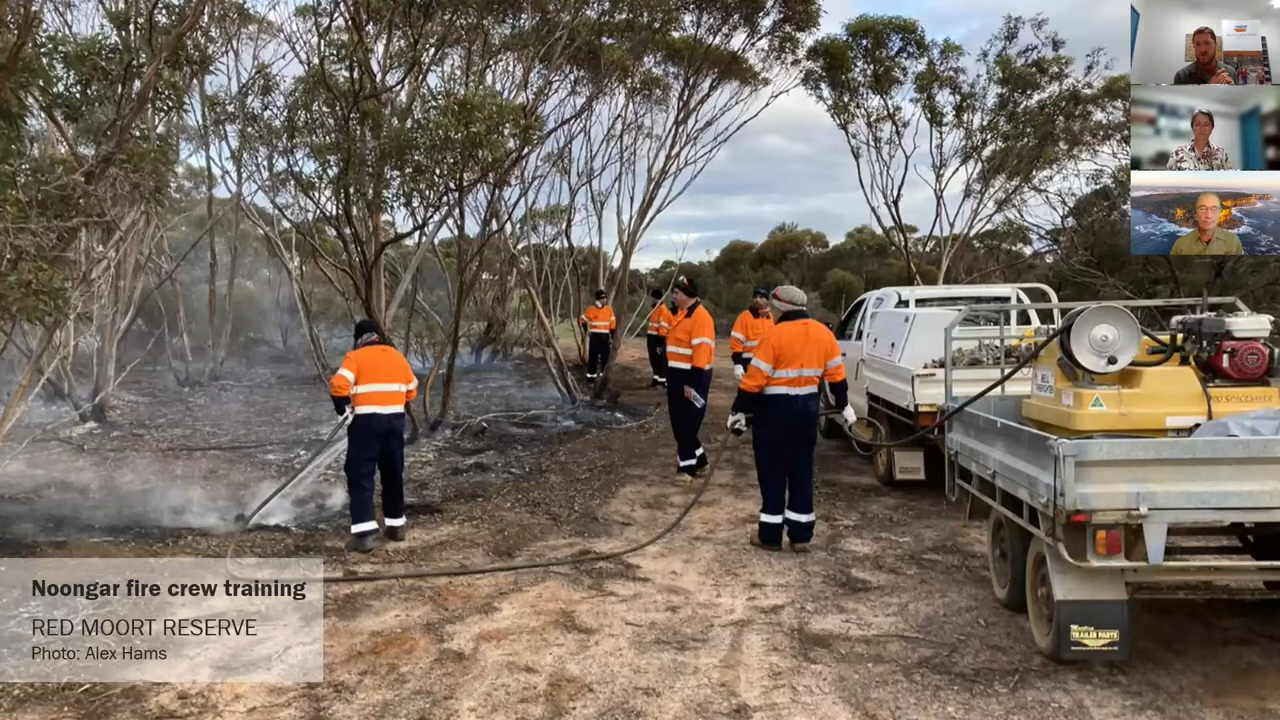 Noongar fire crew training
RED MOORT RESERVE
Photo: Alex Hams
TRAILER PARTS